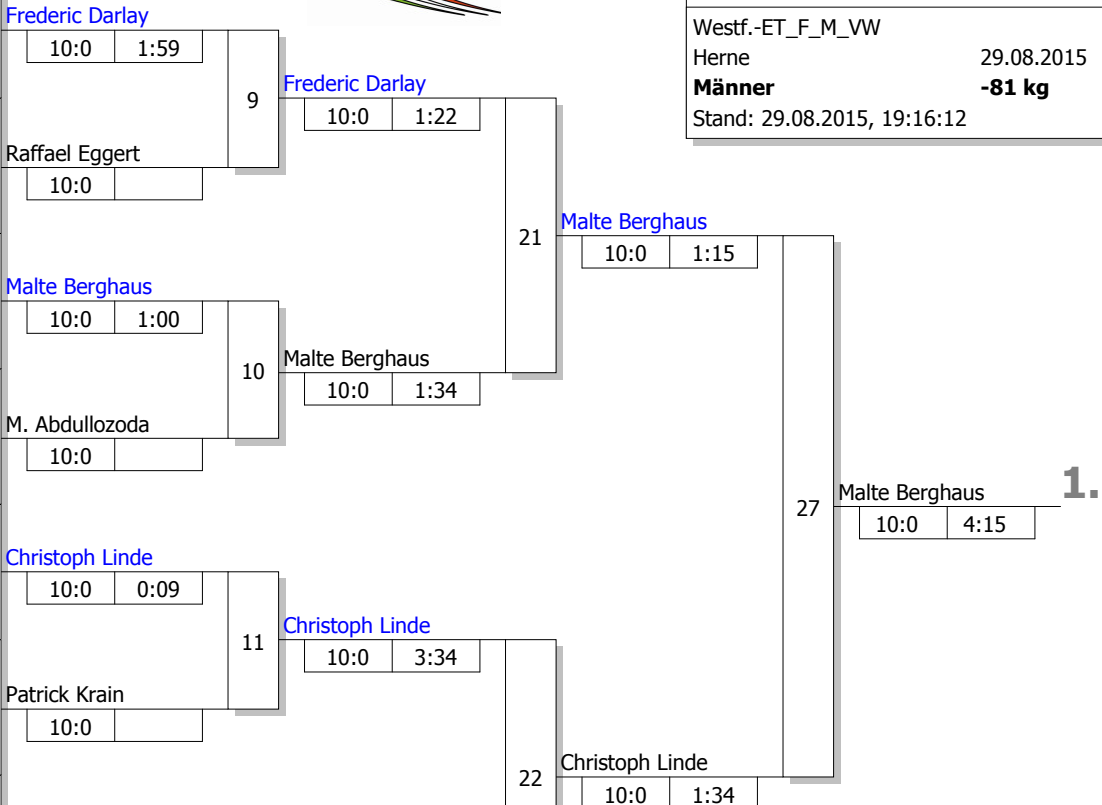 Frederic Darlay
10:0 1:59
9
Raffael Eggert
10:0
Malte Berghaus
10:0 1:00
10
M. Abdullozoda
10:0
Christoph Linde
10:0 0:09
11
Patrick Krain
10:0
Frederic Darlay
10:0 1:22
21
Malte Berghaus
10:0 1:34
Christoph Linde
10:0 3:34
22
Malte Berghaus
10:0 1:15
27
Christoph Linde
10:0 1:34
Malte Berghaus 1.
10:0 4:15
Westf.-ET_F_M_VW
Herne 29.08.2015
Männer -81 kg
Stand: 29.08.2015, 19:16:12